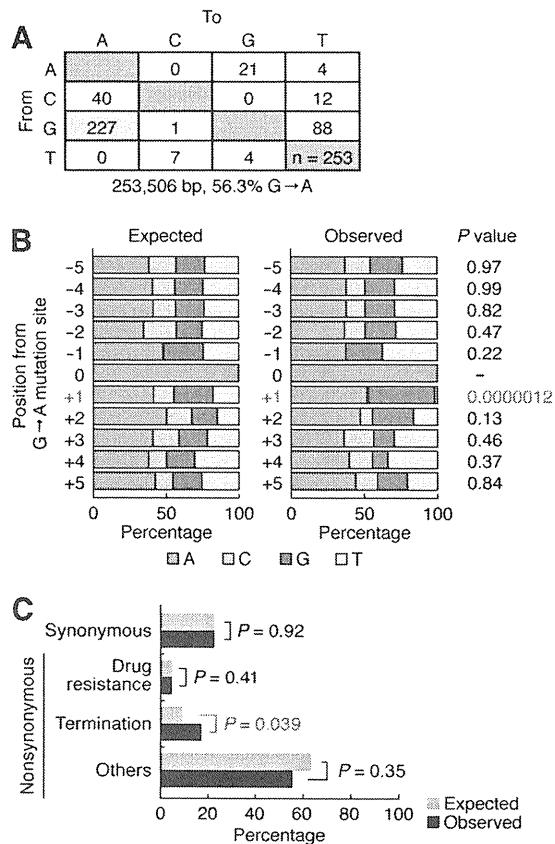 A
To
A C G T
From
A 0 21 4
C 40 0 12
G 227 1 88
T 0 7 4 n = 253
253,506 bp, 56.3% G→A
B
Expected Observed P value
Position from
G→A mutation site
−5 −5 0.97
−4 −4 0.99
−3 −3 0.82
−2 −2 0.47
−1 −1 0.22
0 0 –
+1 +1 0.0000012
+2 +2 0.13
+3 +3 0.46
+4 +4 0.37
+5 +5 0.84
0 50 100 0 50 100
Percentage Percentage
A C G T
C
Nonsynonymous
Synonymous P = 0.92
Drug
resistance P = 0.41
Termination P = 0.039
Others P = 0.35
0 20 40 60 80 100
Percentage
Expected
Observed